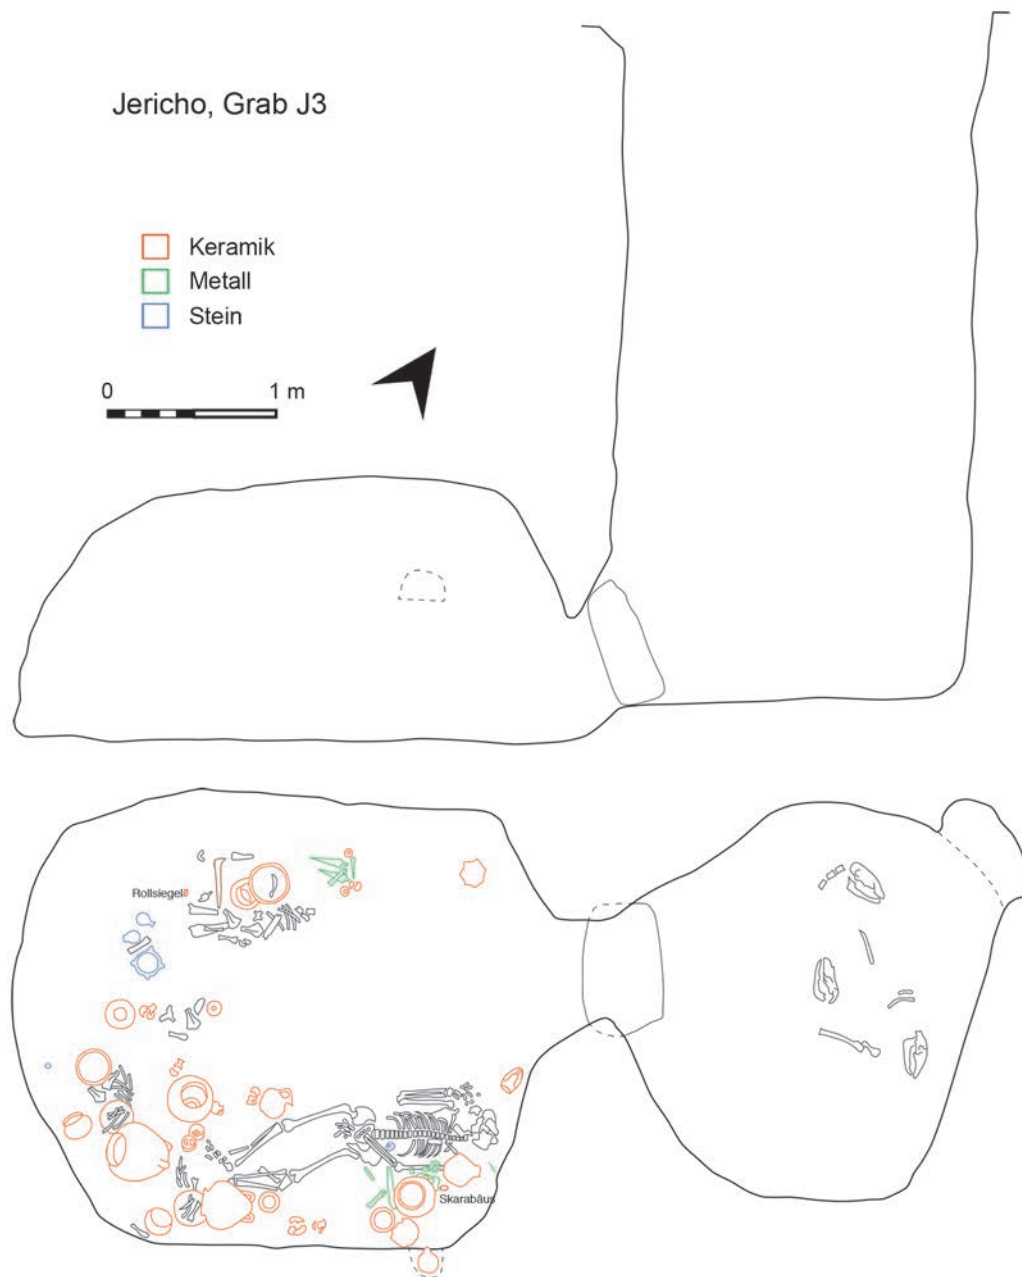 Jericho, Grab J3
Keramik
Metall
Stein
0 1 m
Rollsiegel
Skarabäus